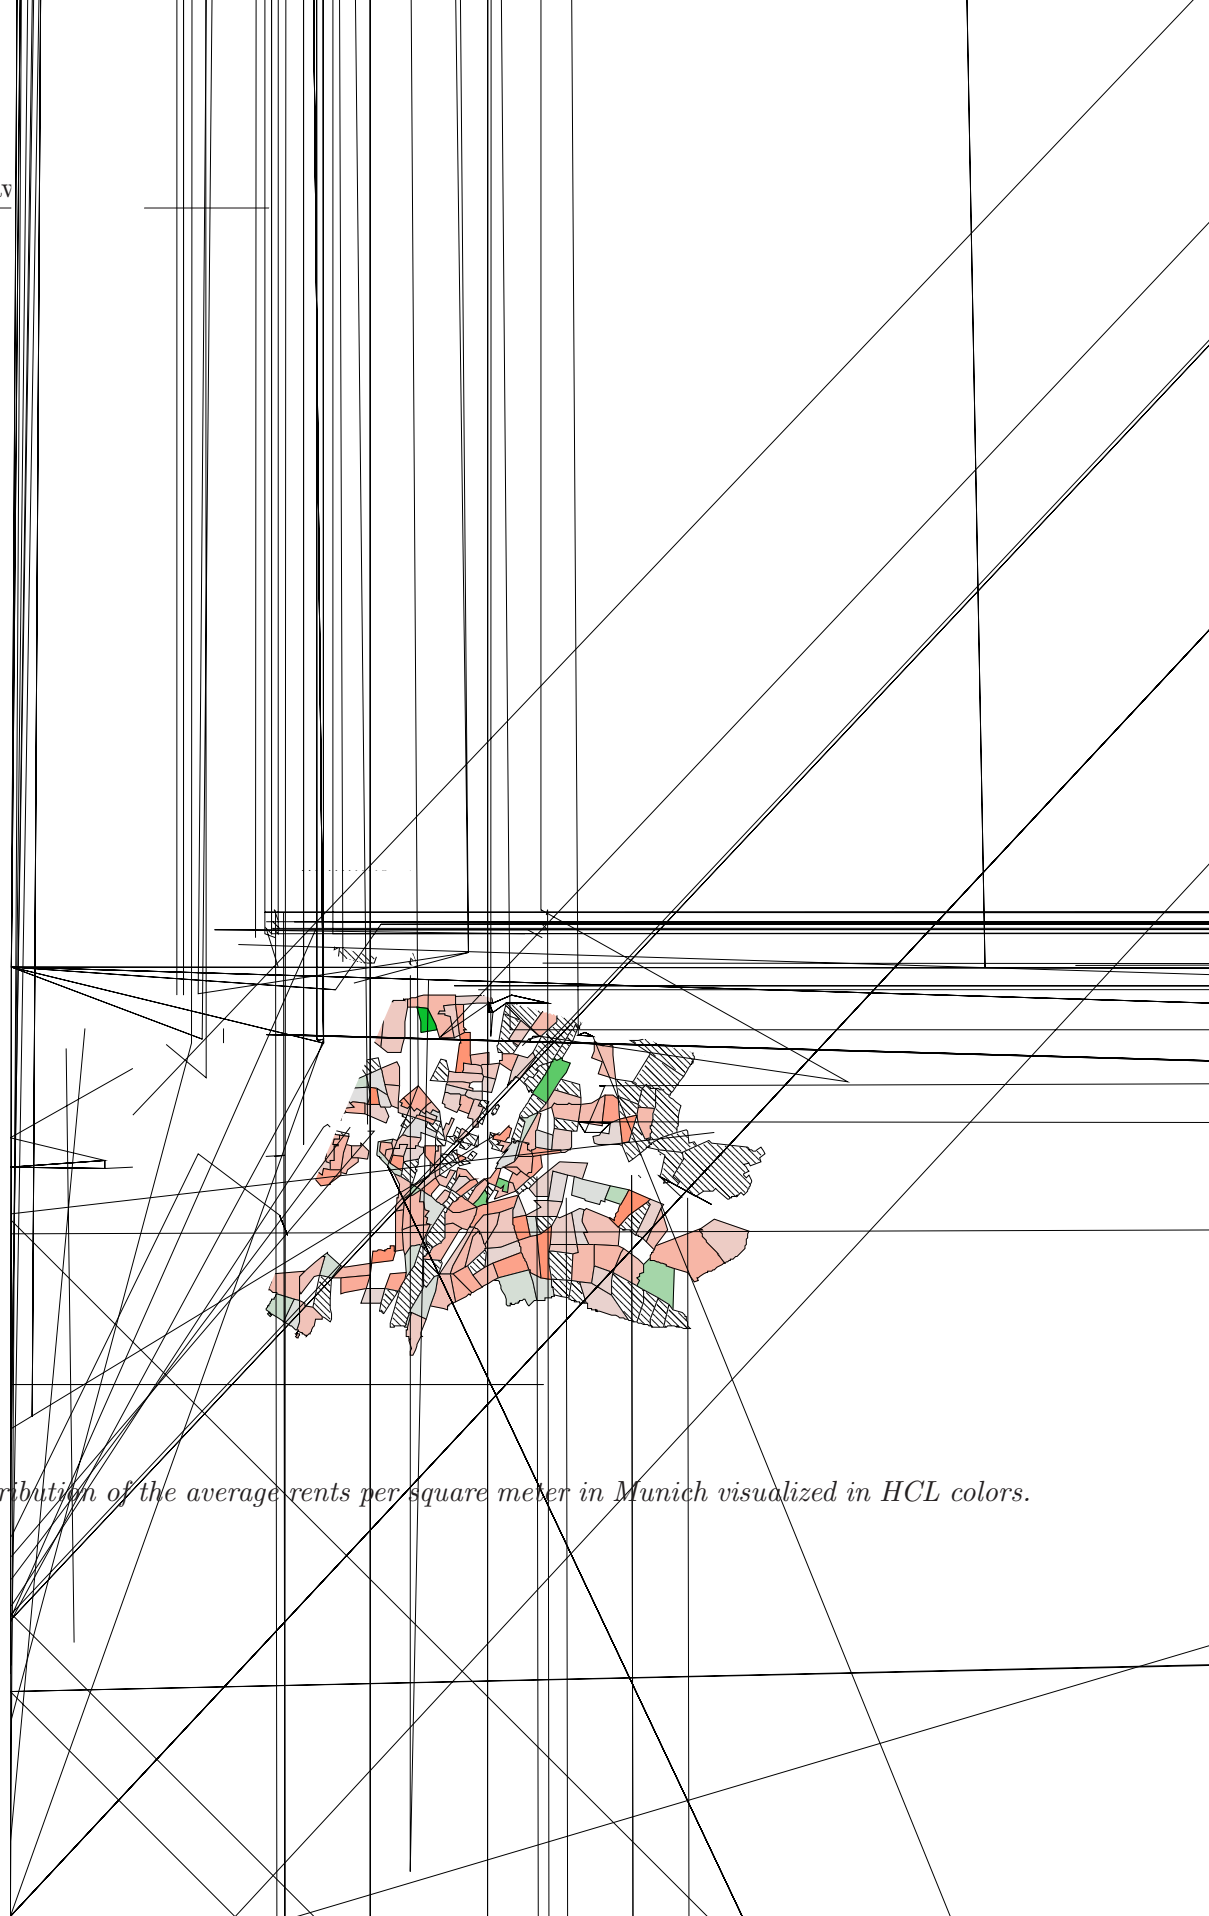 ribution of the average rents per square meter in Munich visualized in HCL colors.